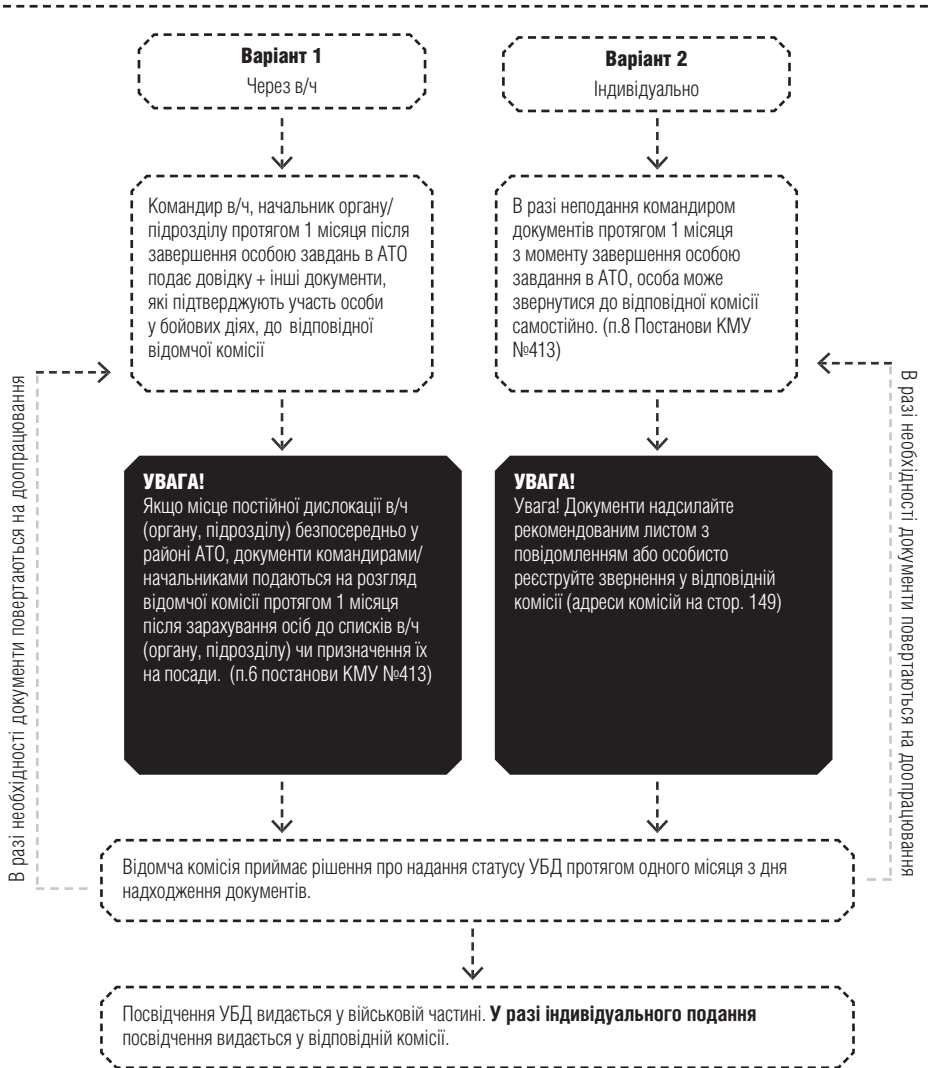 Варіант 1
Через в/ч
Командир в/ч, начальник органу/
підрозділу протягом 1 місяця після
завершення особою завдань в АТО
подає довідку + інші документи,
які підтверджують участь особи
у бойових діях, до відповідної
відомчої комісії
УВАГА!
Якщо місце постійної дислокації в/ч
(органу, підрозділу) безпосередньо у
районі АТО, документи командирами/
начальниками подаються на розгляд
відомчої комісії протягом 1 місяця
після зарахування осіб до списків в/ч
(органу, підрозділу) чи призначення їх
на посади. (п.6 постанови КМУ №413)
Варіант 2
Індивідуально
В разі неподання командиром
документів протягом 1 місяця
з моменту завершення особою
завдання в АТО, особа може
звернутися до відповідної комісії
самостійно. (п.8 Постанови КМУ
№413)
УВАГА!
Увага! Документи надсилайте
рекомендованим листом з
повідомленням або особисто
реєструйте звернення у відповідній
комісії (адреси комісій на стор. 149)
В разі необхідності документи повертаються на доопрацювання
В разі необхідності документи повертаються на доопрацювання
Відомча комісія приймає рішення про надання статусу УБД протягом одного місяця з дня
надходження документів.
Посвідчення УБД видається у військовій частині. У разі індивідуального подання
посвідчення видається у відповідній комісії.